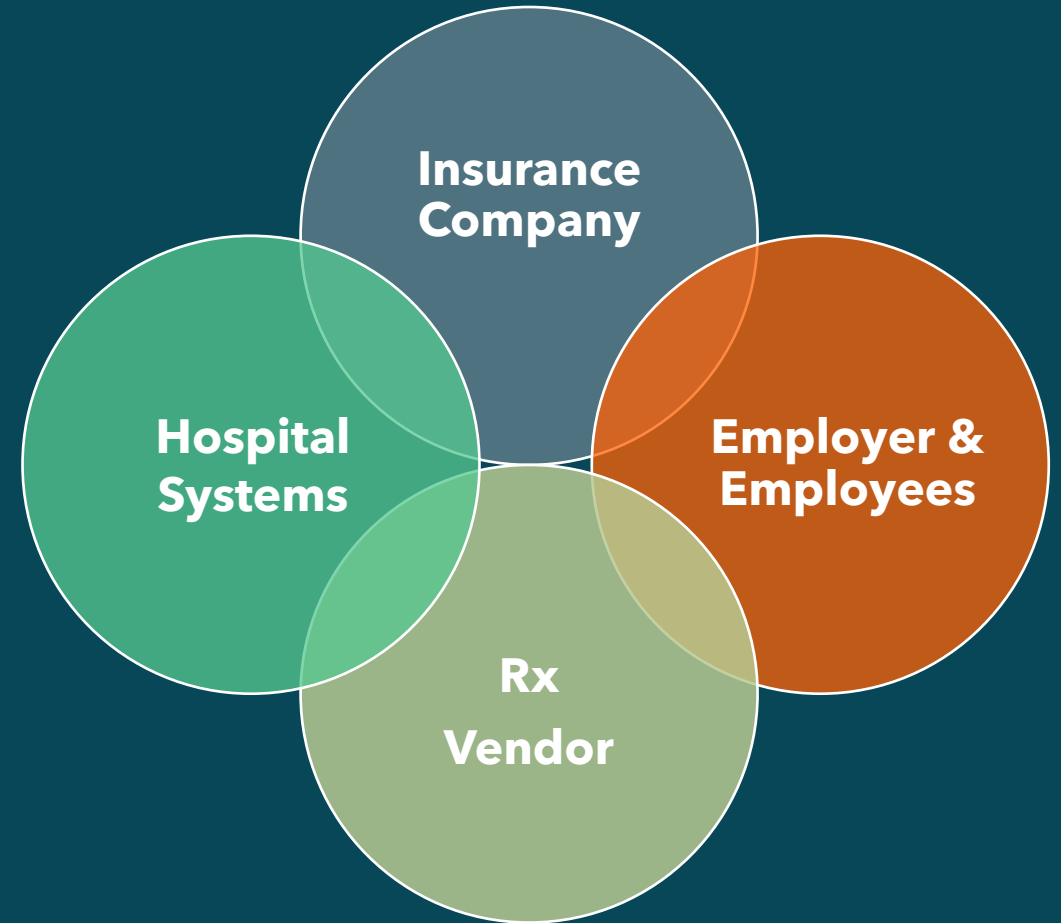 Insurance
Company
Hospital
Systems
Employer &
Employees
Rx
Vendor